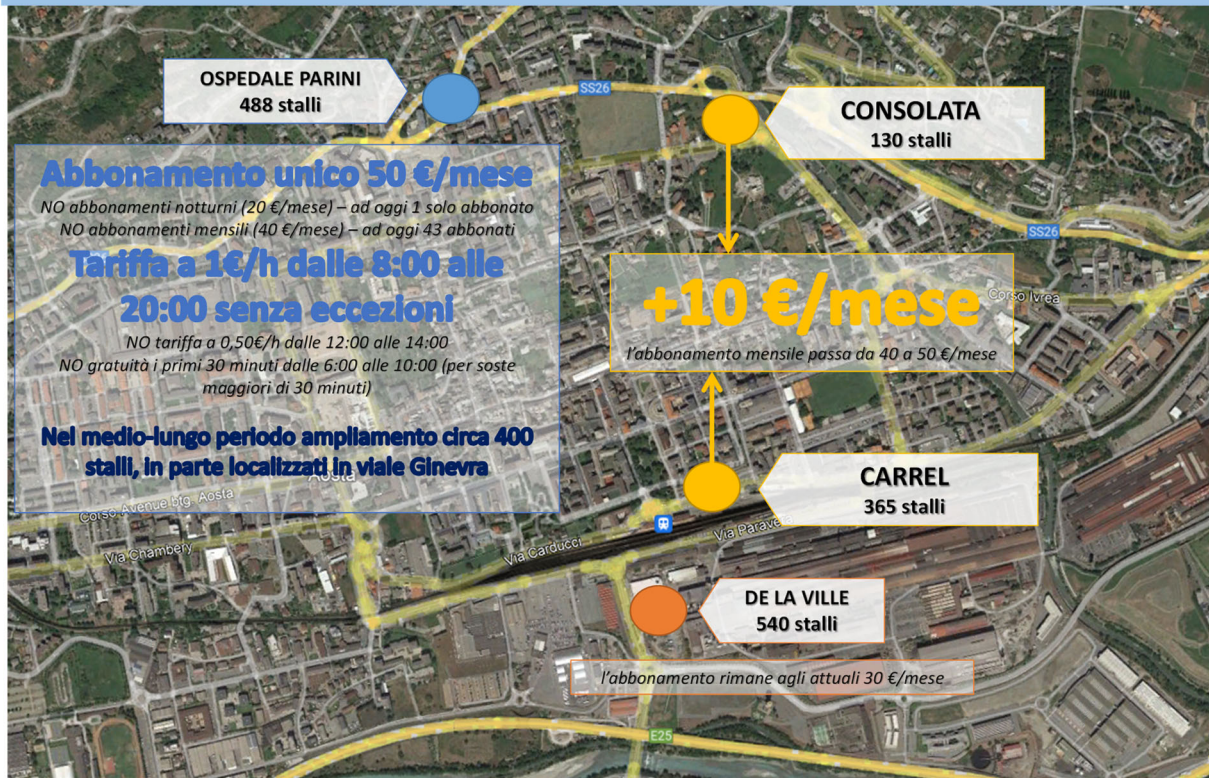 OSPEDALE PARINI
488 stalli
SS26
CONSOLATA
130 stalli
Abbonamento unico 50 €/mese
NO abbonamenti notturni (20 €/mese) – ad oggi 1 solo abbonato
NO abbonamenti mensili (40 €/mese) – ad oggi 43 abbonati
Tariffa a 1€/h dalle 8:00 alle
20:00 senza eccezioni
NO tariffa a 0,50€/h dalle 12:00 alle 14:00
NO gratuità i primi 30 minuti dalle 6:00 alle 10:00 (per soste
maggiori di 30 minuti)
Nel medio-lungo periodo ampliamento circa 400
stalli, in parte localizzati in viale Ginevra
SS26
+10 €/mese
l'abbonamento mensile passa da 40 a 50 €/mese
Corso Ivrea
Aosta
Corso Avenue btg. Aosta
Via Chambery
Via Carducci
Via Paravera
CARREL
365 stalli
DE LA VILLE
540 stalli
l'abbonamento rimane agli attuali 30 €/mese
E25